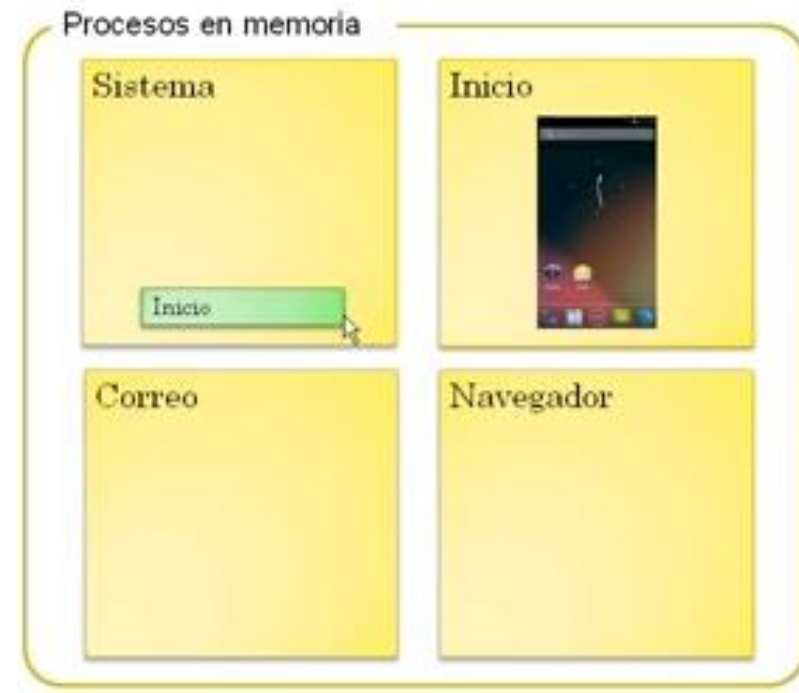 Procesos en memoria
Sistema
Inicio
Inicio
Correo
Navegador